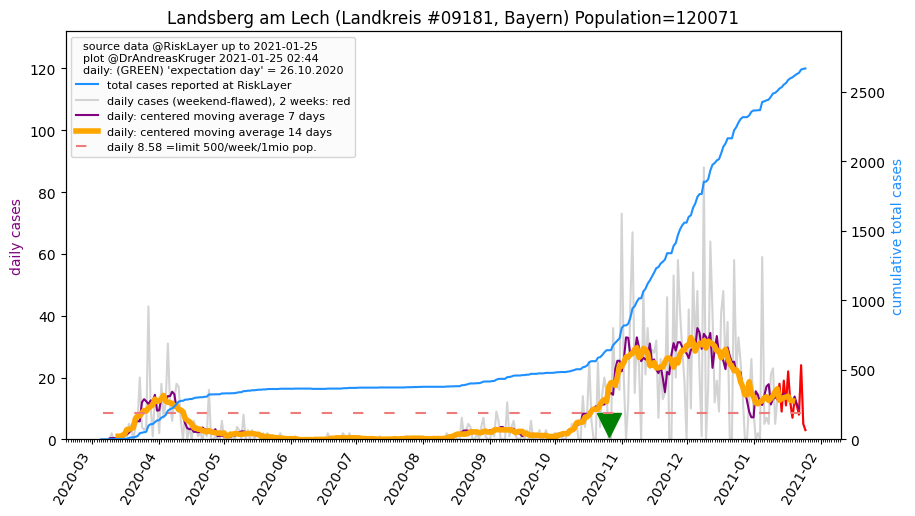 Landsberg am Lech (Landkreis #09181, Bayern) Population=120071
source data @RiskLayer up to 2021-01-25
plot @DrAndreasKruger 2021-01-25 02:44
daily: (GREEN) 'expectation day' = 26.10.2020
total cases reported at RiskLayer
daily cases (weekend-flawed), 2 weeks: red
daily: centered moving average 7 days
daily: centered moving average 14 days
daily 8.58 =limit 500/week/1mio pop.
daily cases
120
100
80
60
40
20
0
cumulative total cases
2500
2000
1500
1000
500
0
2020-03
2020-04
2020-05
2020-06
2020-07
2020-08
2020-09
2020-10
2020-11
2020-12
2021-01
2021-02